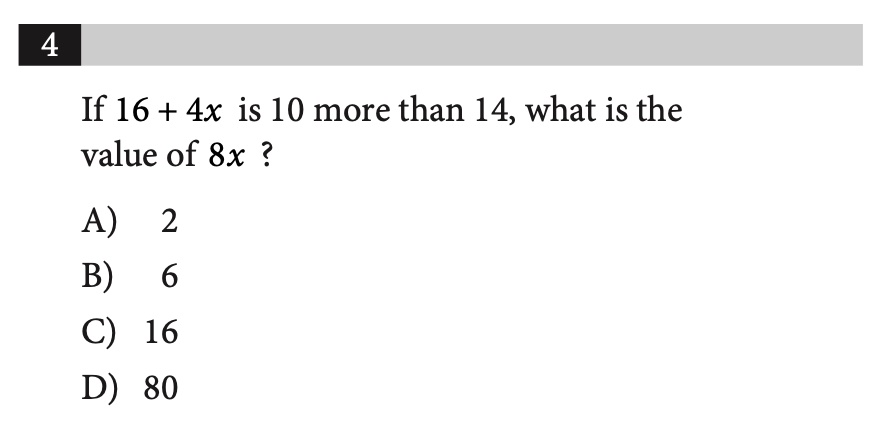 4
If 16 + 4x is 10 more than 14, what is the
value of 8x ?
A) 2
B) 6
C) 16
D) 80